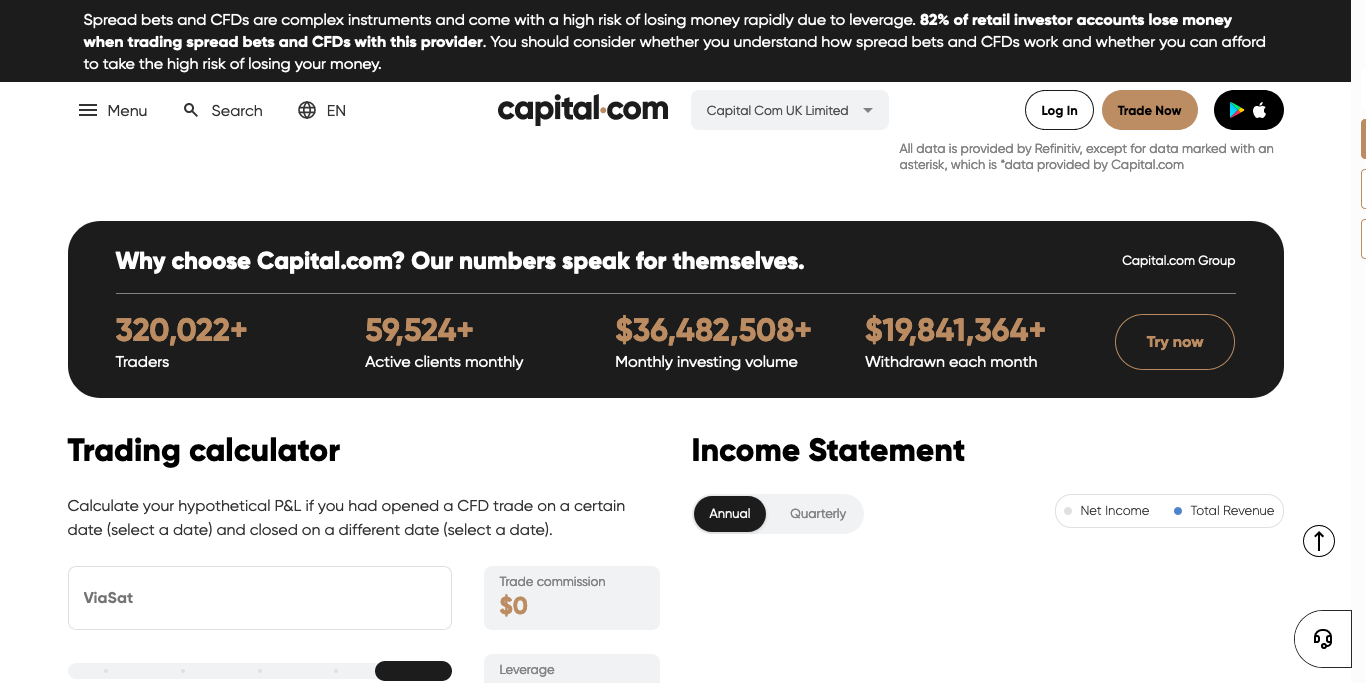 Spread bets and CFDs are complex instruments and come with a high risk of losing money rapidly due to leverage. 82% of retail investor accounts lose money
when trading spread bets and CFDs with this provider. You should consider whether you understand how spread bets and CFDs work and whether you can afford
to take the high risk of losing your money.
Menu
Search
EN
capital.com
Capital Com UK Limited
Log In
Trade Now
All data is provided by Refinitiv, except for data marked with an
asterisk, which is *data provided by Capital.com
Why choose Capital.com? Our numbers speak for themselves.
Capital.com Group
320,022+
Traders
59,524+
Active clients monthly
$36,482,508+
Monthly investing volume
$19,841,364+
Withdrawn each month
Try now
Trading calculator
Calculate your hypothetical P&L if you had opened a CFD trade on a certain
date (select a date) and closed on a different date (select a date).
ViaSat
Trade commission
$0
Leverage
Income Statement
Annual
Quarterly
Net Income
Total Revenue